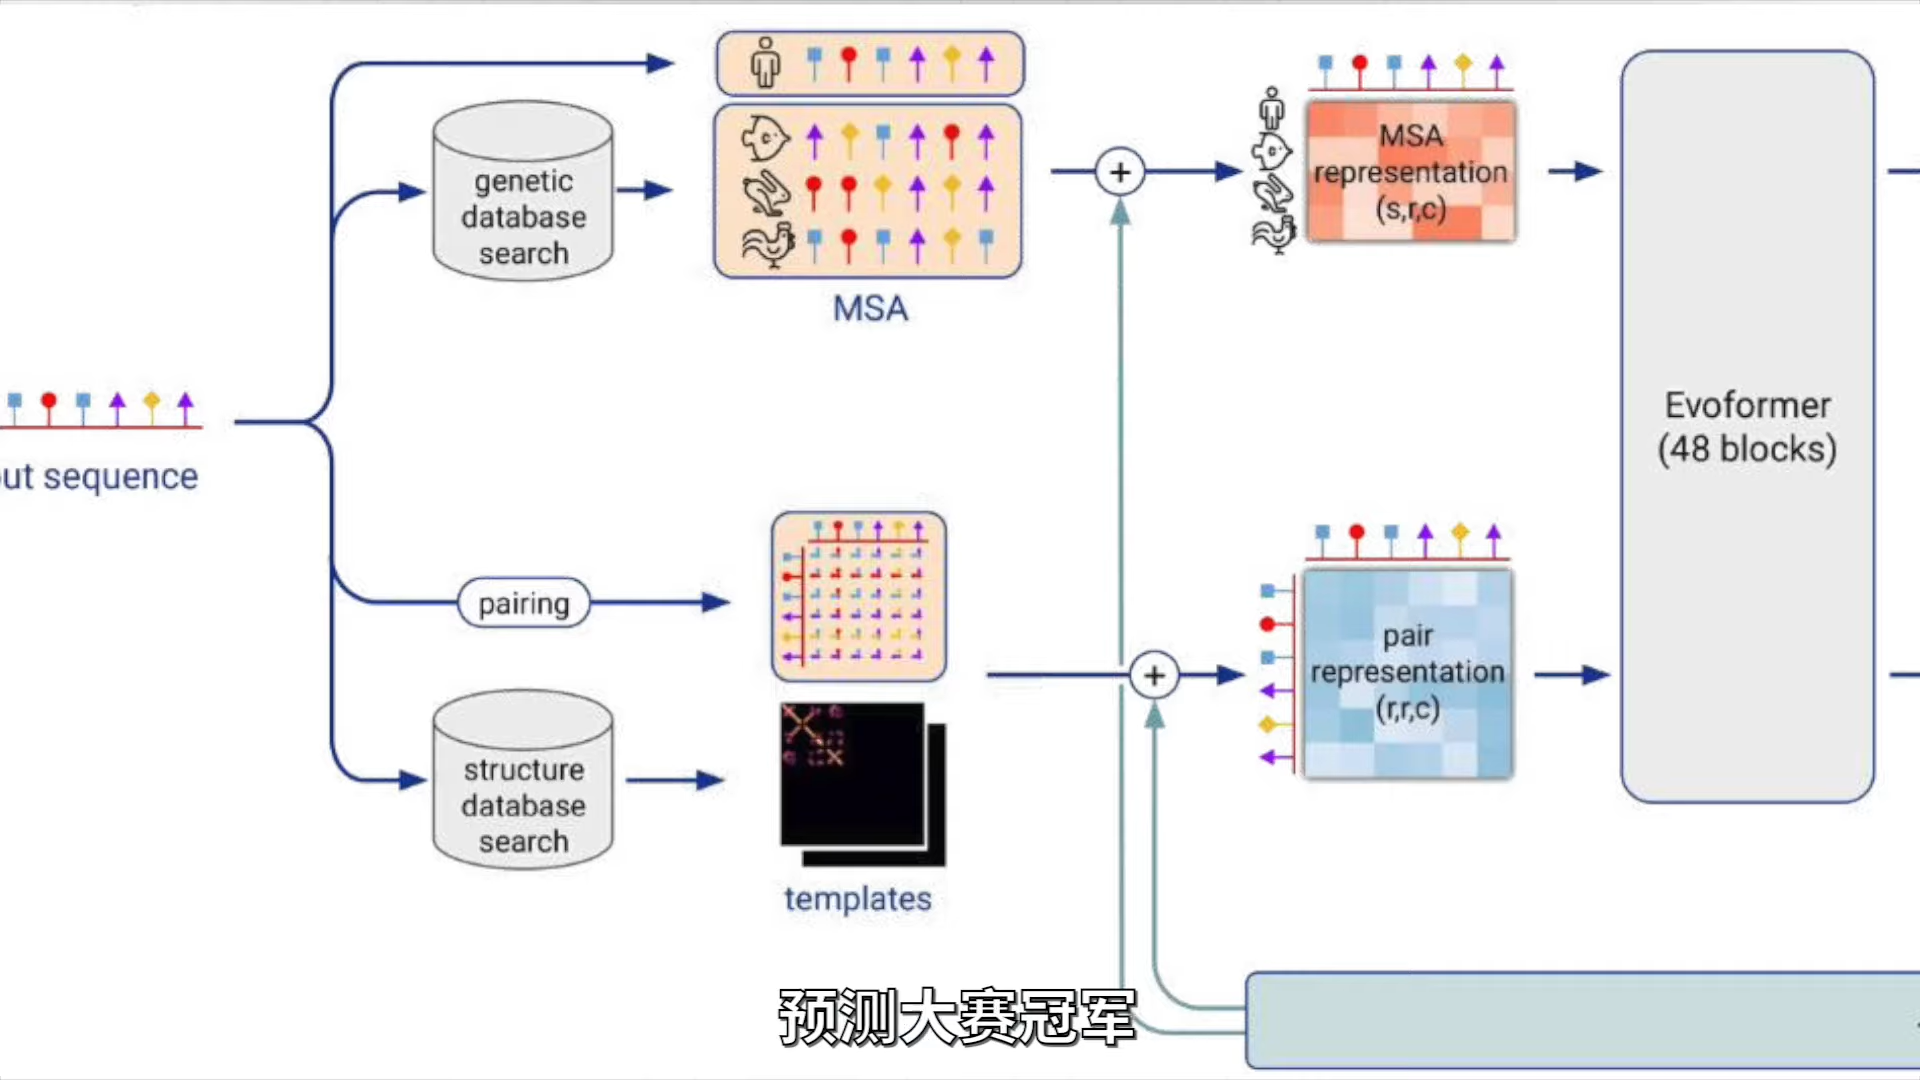 genetic
database
search
MSA
MSA
representation
(s,r,c)
Evoformer
(48 blocks)
ut sequence
pairing
pair
representation
(r,r,c)
structure
database
search
templates
预测大赛冠军